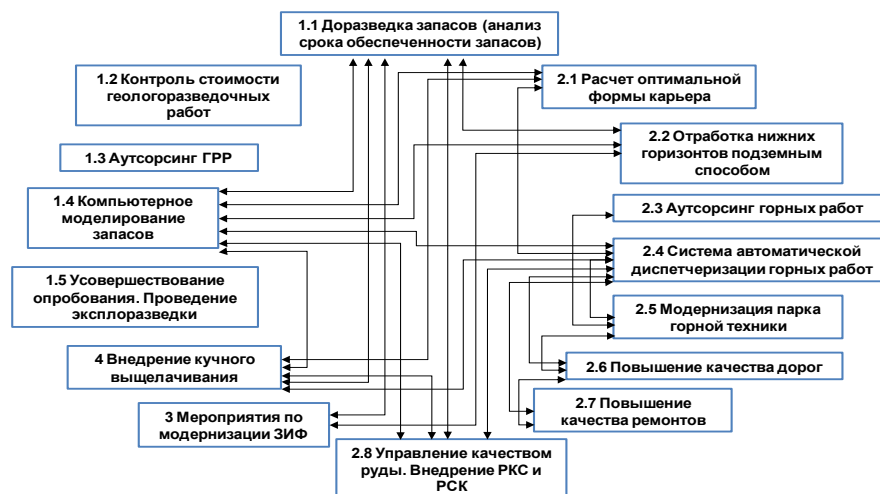 1.1 Доразведка запасов (анализ
срока обеспеченности запасов)
1.2 Контроль стоимости
геологоразведочных
работ
2.1 Расчет оптимальной
формы карьера
2.2 Отработка нижних
горизонтов подземным
способом
1.3 Аутсорсинг ГРР
1.4 Компьютерное
моделирование
запасов
2.3 Аутсорсинг горных работ
2.4 Система автоматической
диспетчеризации горных работ
1.5 Усовершествование
опробования. Проведение
эксплоразведки
2.5 Модернизация парка
горной техники
4 Внедрение кучного
выщелачивания
2.6 Повышение качества дорог
3 Мероприятия по
модернизации ЗИФ
2.7 Повышение
качества ремонтов
2.8 Управление качеством
руды. Внедрение РКС и
РСК